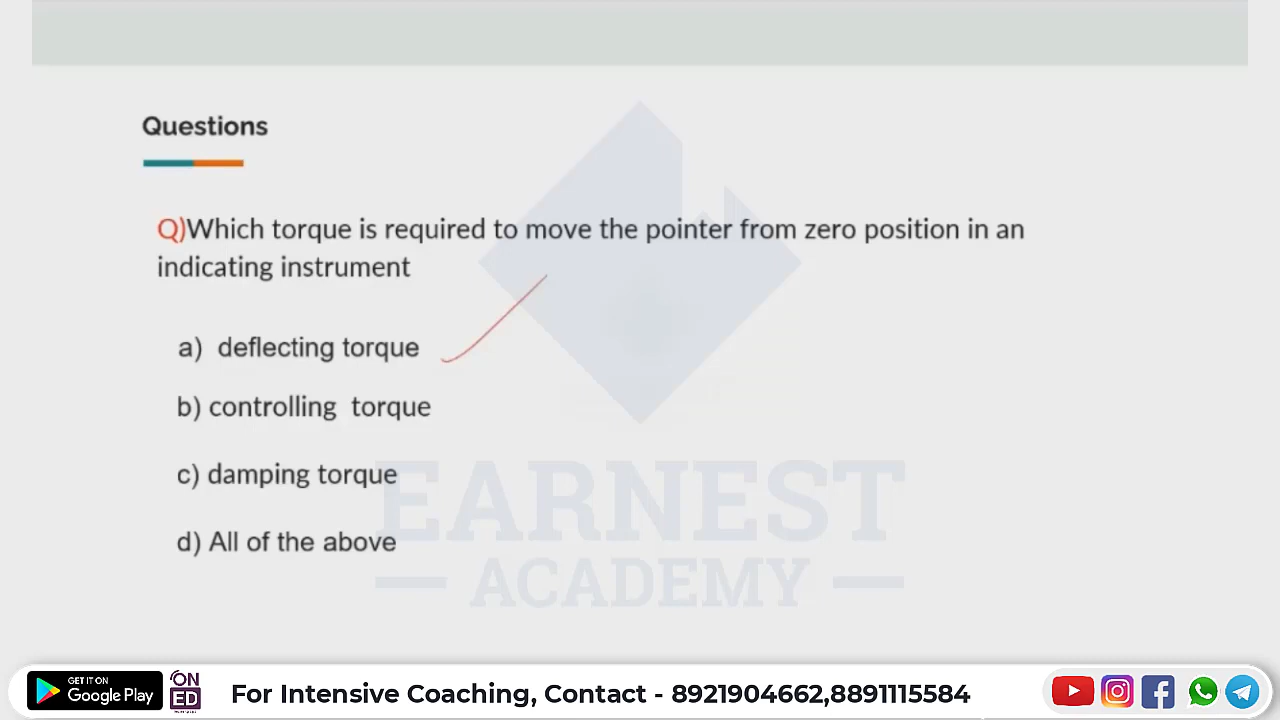 Questions
Q)Which torque is required to move the pointer from zero position in an
indicating instrument
a) deflecting torque
b) controlling torque
c) damping torque
d) All of the above
EARNEST
ACADEMY
GET IT ON
Google Play
ON
ED
For Intensive Coaching, Contact - 8921904662,8891115584